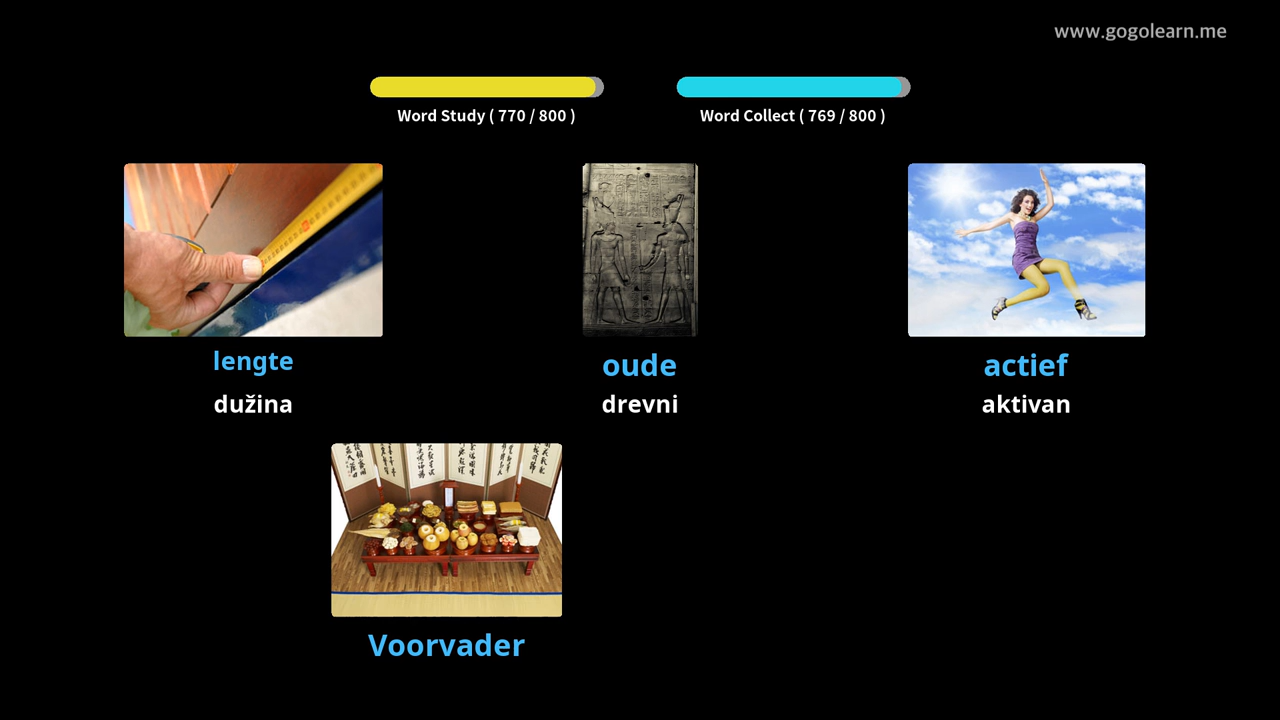 www.gogolearn.me
Word Study ( 770 / 800 )
Word Collect ( 769 / 800 )
lengte
oude
actief
dužina
drevni
aktivan
Voorvader